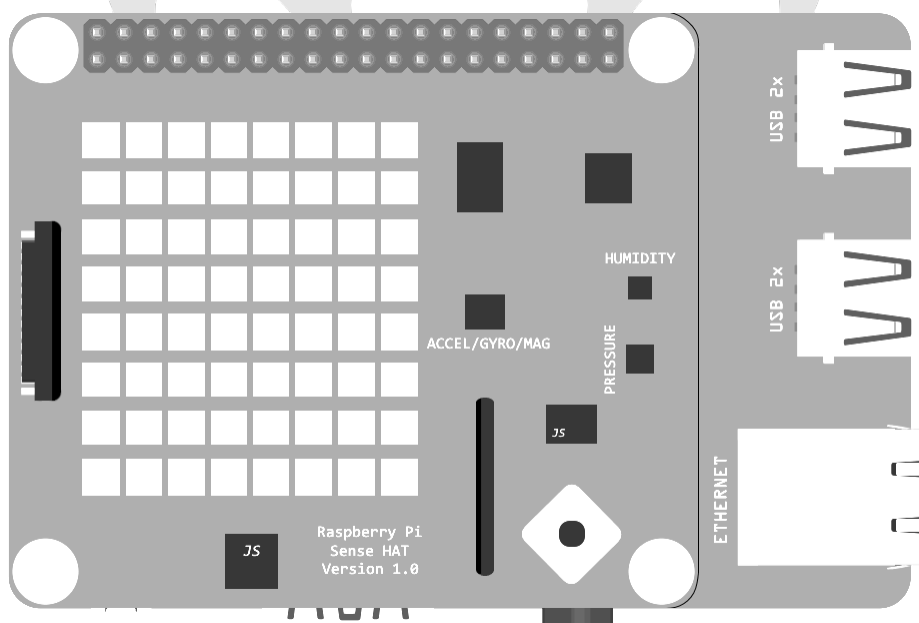 USB 2x
HUMIDITY
USB 2x
ACCEL/GYRO/MAG
PRESSURE
JS
ETHERNET
JS
Raspberry Pi
Sense HAT
Version 1.0